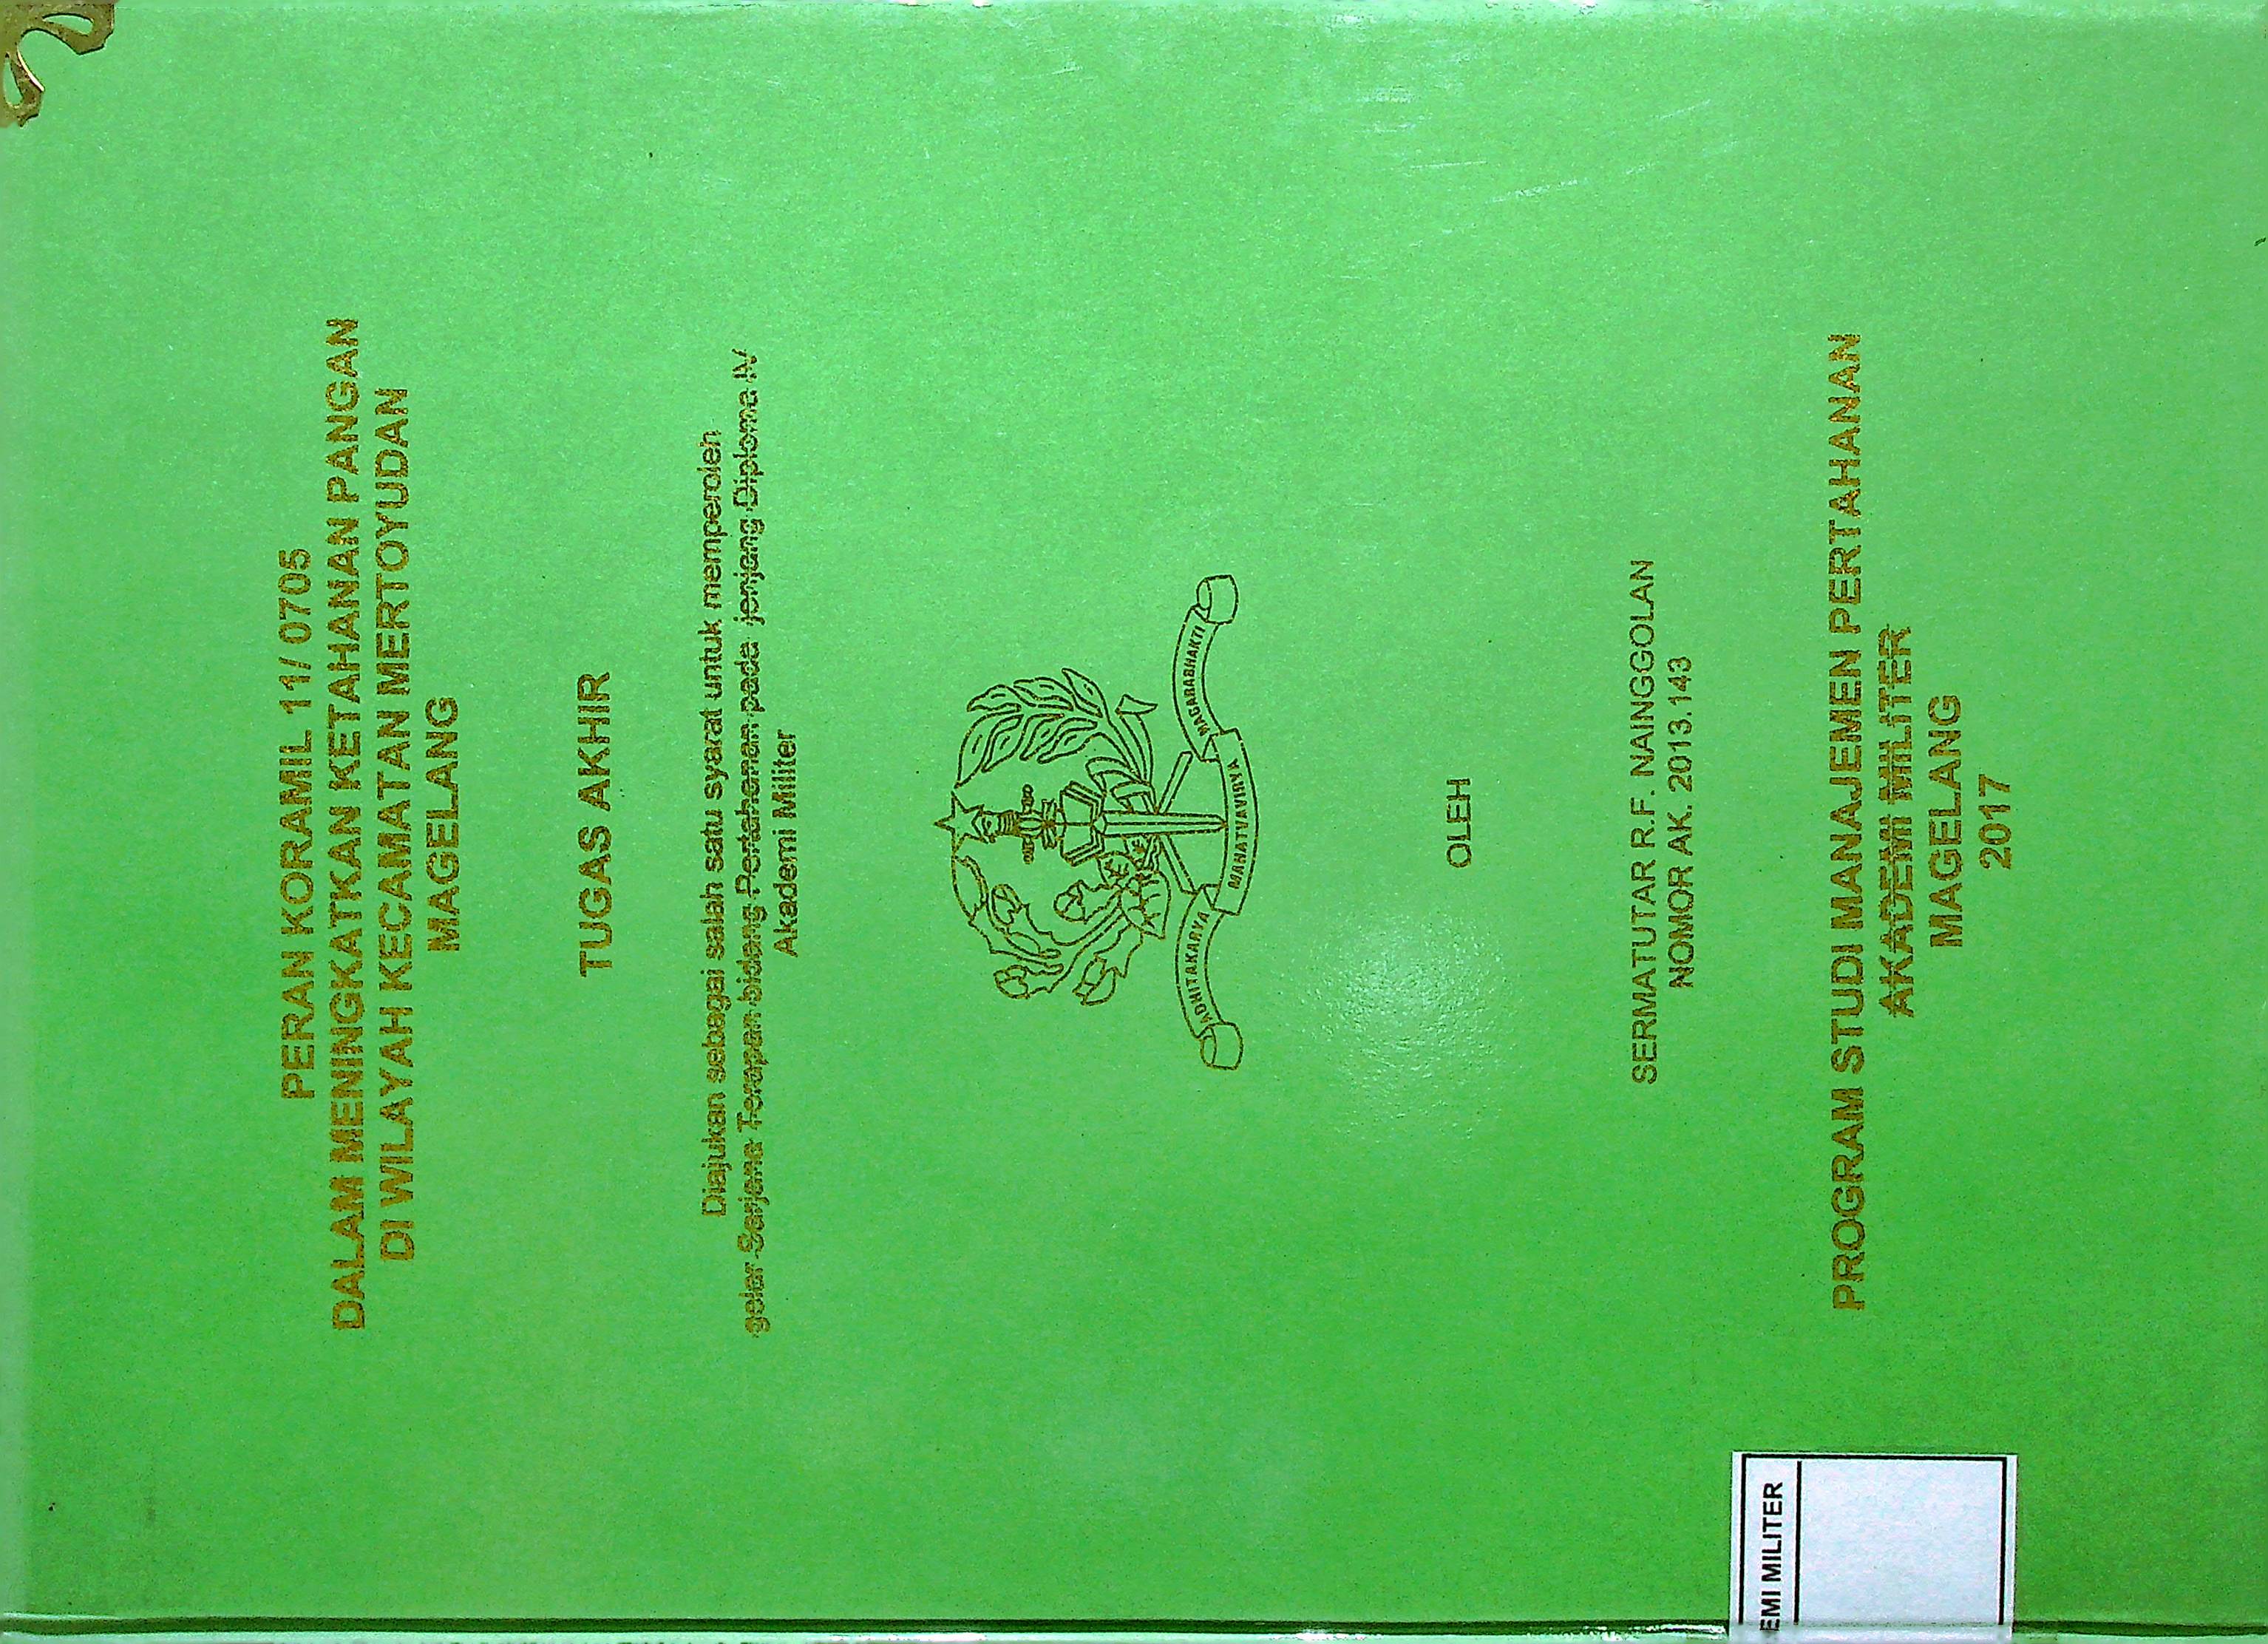 PERAN KORAMIL 11/ 0705
DALAM MENINGKATKAN KETAHANAN PANGAN
DI WILAYAH KECAMATAN MERTOYUDAN
MAGELANG
TUGAS AKHIR
Diajukan sebagai salah satu syarat untuk memperoleh
gelar Sarjana Terapan bidang Pertahanan pada jenjang Diploma IV
Akademi Militer
ADHITAKARYA MAHATVAVIRYA NAGARABHAKTI
OLEH
SERMATUTAR R.F. NAINGGOLAN
NOMOR AK. 2013.143
PROGRAM STUDI MANAJEMEN PERTAHANAN
AKADEMI MILITER
MAGELANG
2017
EMI MILITER